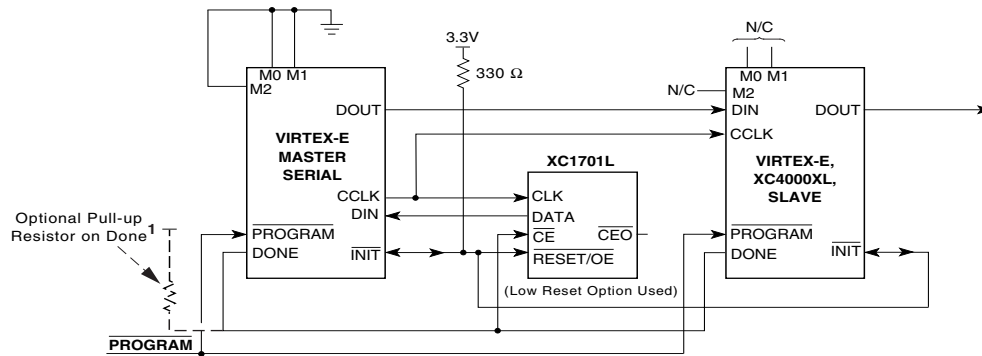 N/C
3.3V
M0 M1
M2
330 Ω
M0 M1
N/C
M2
DOUT
DIN
DOUT
CCLK
VIRTEX-E
MASTER
SERIAL
XC1701L
VIRTEX-E,
XC4000XL,
SLAVE
CCLK
CLK
DIN
DATA
Optional Pull-up
Resistor on Done1
PROGRAM
CE
CEO
PROGRAM
DONE
INIT
RESET/OE
DONE
INIT
(Low Reset Option Used)
PROGRAM